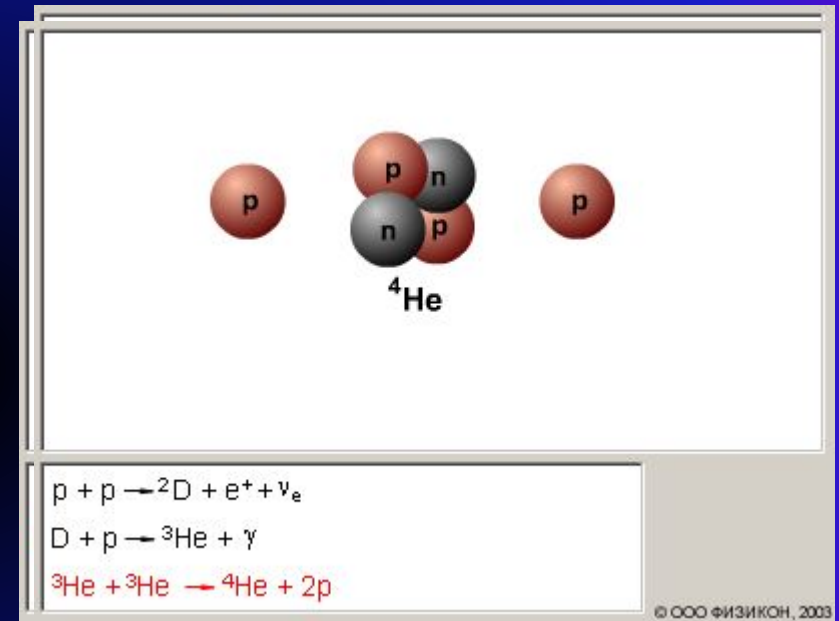 p
p
n
n
p
p
⁴He
p + p → ²D + e⁺ + νₑ
D + p → ³He + γ
³He + ³He → ⁴He + 2p
© ООО ФИЗИКОН, 2003